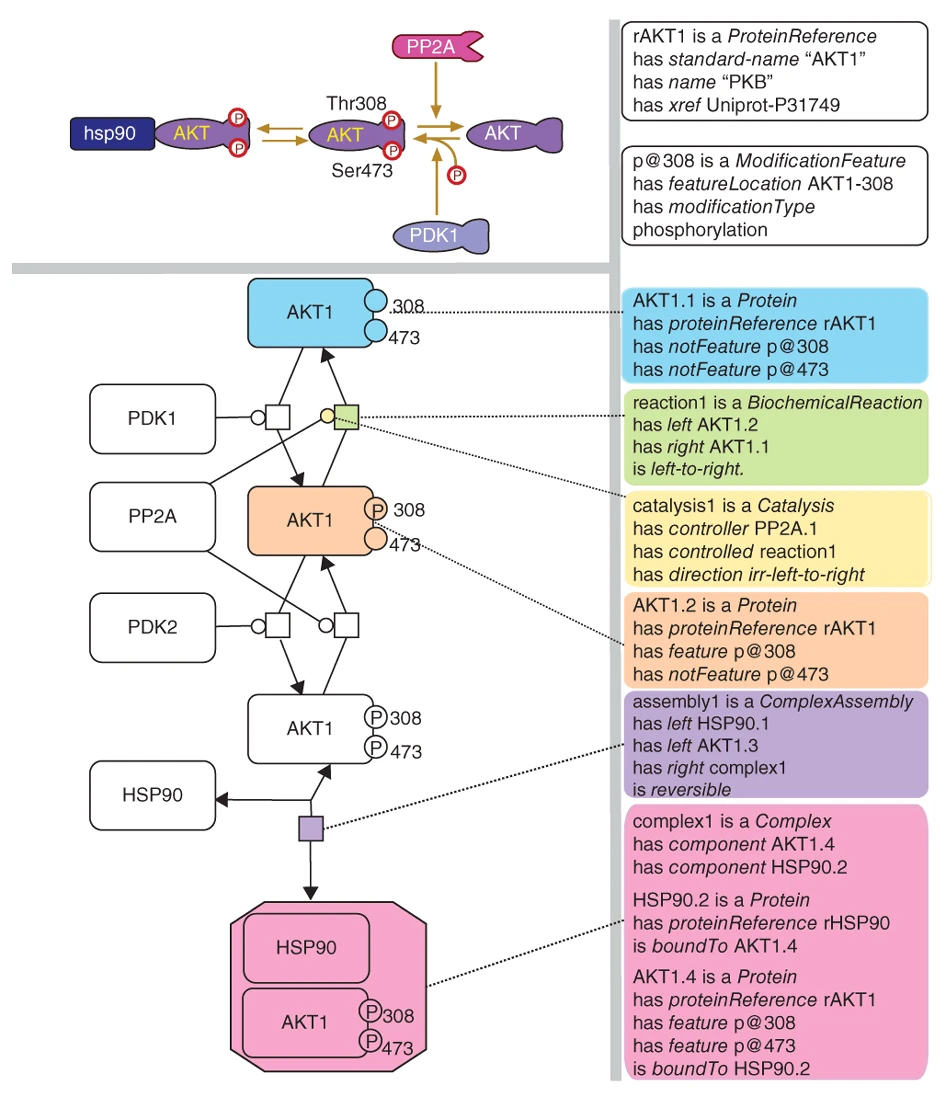 PP2A
Thr308
hsp90
AKT
P
P
AKT
P
P
AKT
Ser473
P
PDK1
AKT1
308
473
PDK1
PP2A
AKT1
P
308
473
PDK2
AKT1
P
308
P
473
HSP90
HSP90
AKT1
P
308
P
473
rAKT1 is a ProteinReference
has standard-name “AKT1”
has name “PKB”
has xref Uniprot-P31749
p@308 is a ModificationFeature
has featureLocation AKT1-308
has modificationType
phosphorylation
AKT1.1 is a Protein
has proteinReference rAKT1
has notFeature p@308
has notFeature p@473
reaction1 is a BiochemicalReaction
has left AKT1.2
has right AKT1.1
is left-to-right.
catalysis1 is a Catalysis
has controller PP2A.1
has controlled reaction1
has direction irr-left-to-right
AKT1.2 is a Protein
has proteinReference rAKT1
has feature p@308
has notFeature p@473
assembly1 is a ComplexAssembly
has left HSP90.1
has left AKT1.3
has right complex1
is reversible
complex1 is a Complex
has component AKT1.4
has component HSP90.2
HSP90.2 is a Protein
has proteinReference rHSP90
is boundTo AKT1.4
AKT1.4 is a Protein
has proteinReference rAKT1
has feature p@308
has feature p@473
is boundTo HSP90.2